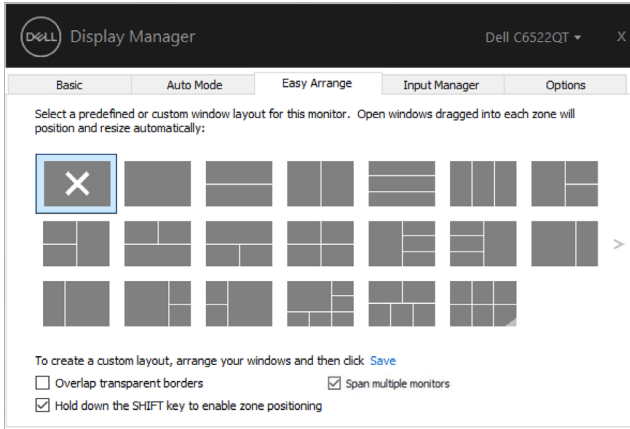 DELL Display Manager Dell C6522QT X
Basic Auto Mode Easy Arrange Input Manager Options
Select a predefined or custom window layout for this monitor. Open windows dragged into each zone will
position and resize automatically:
To create a custom layout, arrange your windows and then click Save
Overlap transparent borders Span multiple monitors
Hold down the SHIFT key to enable zone positioning